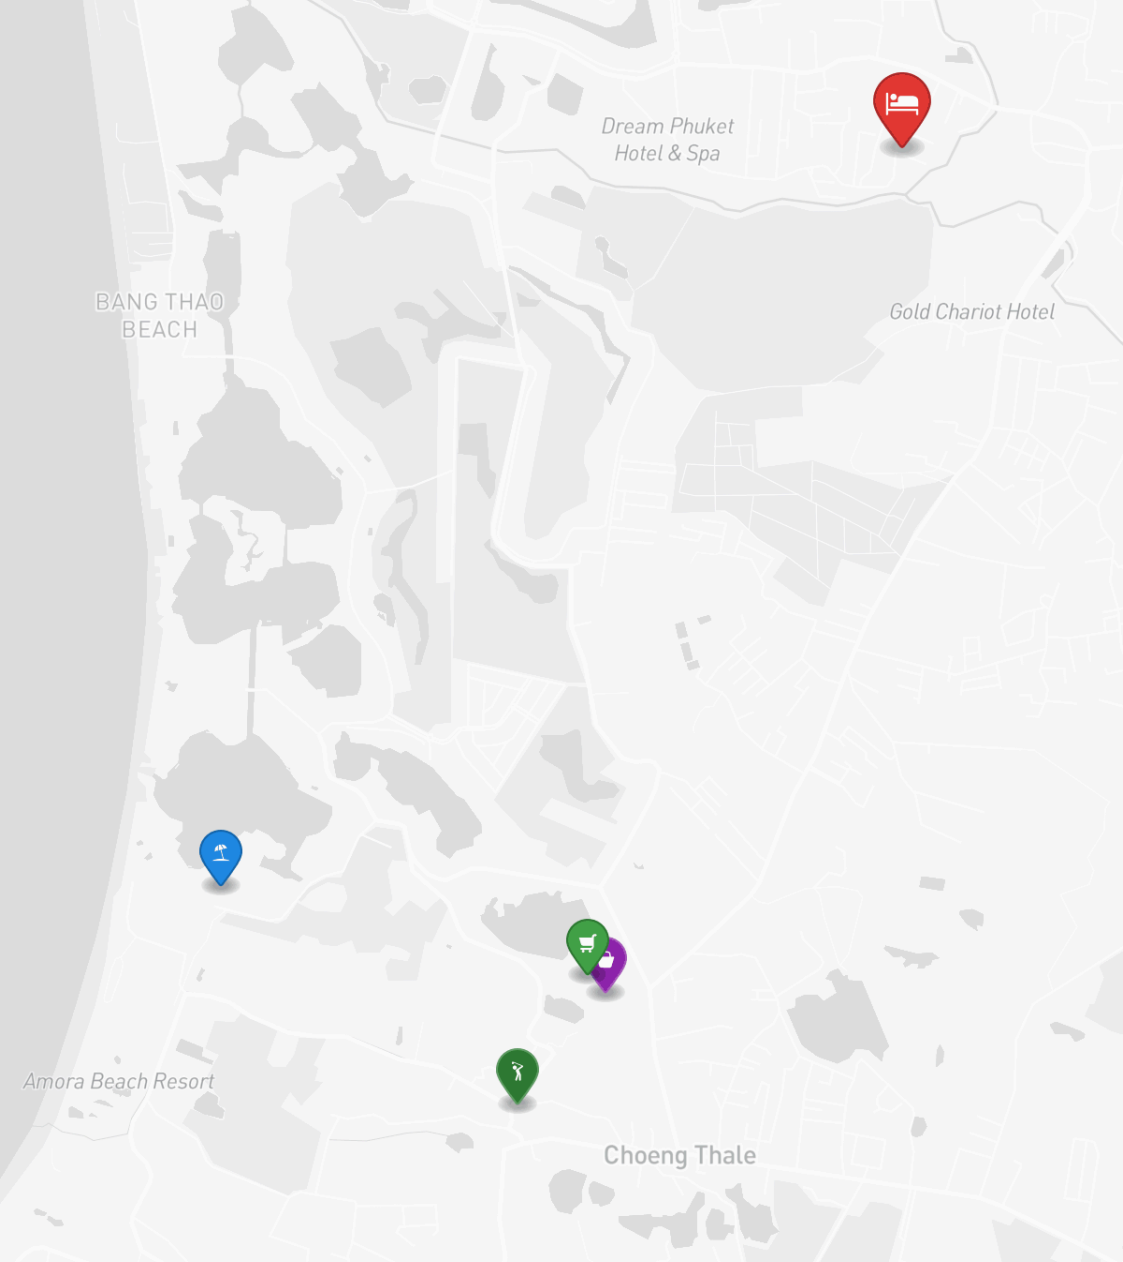 Dream Phuket
Hotel & Spa
BANG THAO
BEACH
Gold Chariot Hotel
Amora Beach Resort
Choeng Thale